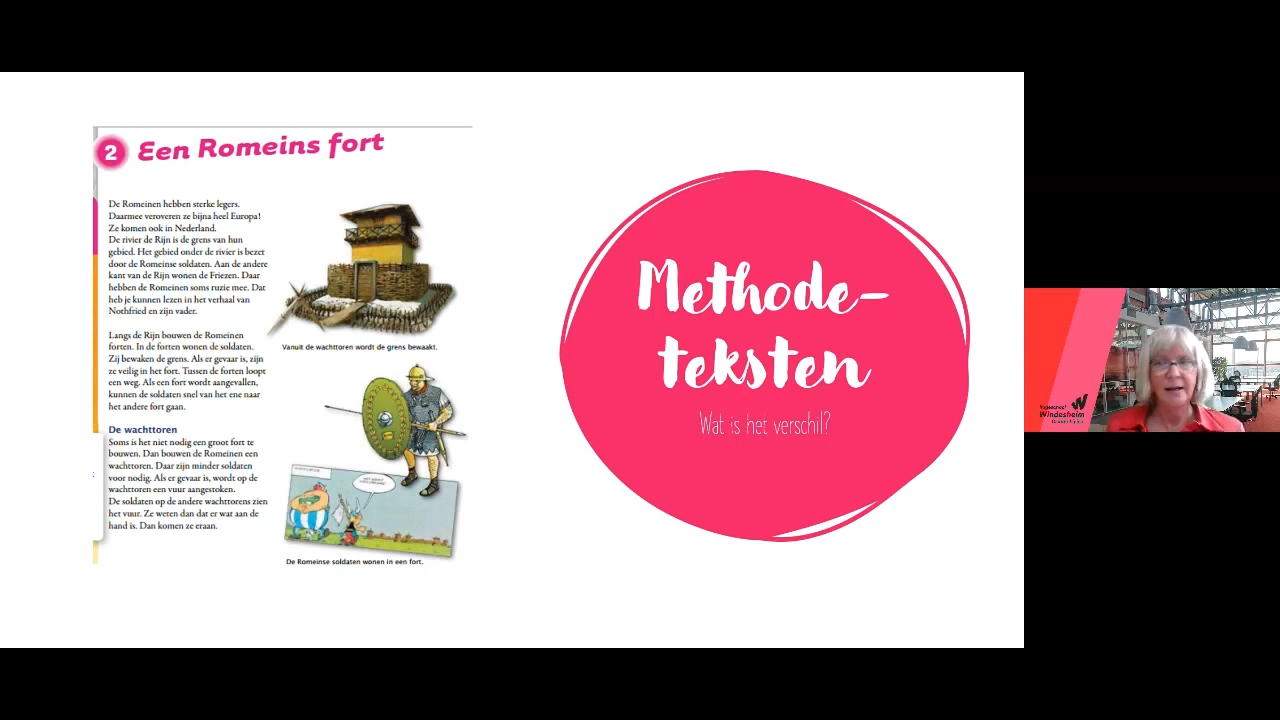 2 Een Romeins fort
De Romeinen hebben sterke legers.
Daarmee veroveren ze bijna heel Europa!
Ze komen ook in Nederland.
De rivier de Rijn is de grens van hun
gebied. Het gebied onder de rivier is bezet
door de Romeinse soldaten. Aan de andere
kant van de Rijn wonen de Friezen. Daar
hebben de Romeinen soms ruzie mee. Dat
heb je kunnen lezen in het verhaal van
Nothfried en zijn vader.
Langs de Rijn bouwen de Romeinen
forten. In de forten wonen de soldaten.
Zij bewaken de grens. Als er gevaar is, zijn
ze veilig in het fort. Tussen de forten loopt
een weg. Als een fort wordt aangevallen,
kunnen de soldaten snel van het ene naar
het andere fort gaan.
De wachttoren
Soms is het niet nodig een groot fort te
bouwen. Dan bouwen de Romeinen een
wachttoren. Daar zijn minder soldaten
voor nodig. Als er gevaar is, wordt op de
wachttoren een vuur aangestoken.
De soldaten op de andere wachttorens zien
het vuur. Ze weten dan dat er wat aan de
hand is. Dan komen ze eraan.
Vanuit de wachttoren wordt de grens bewaakt.
De Romeinse soldaten wonen in een fort.
Methode-
teksten
Wat is het verschil?
Windesheim